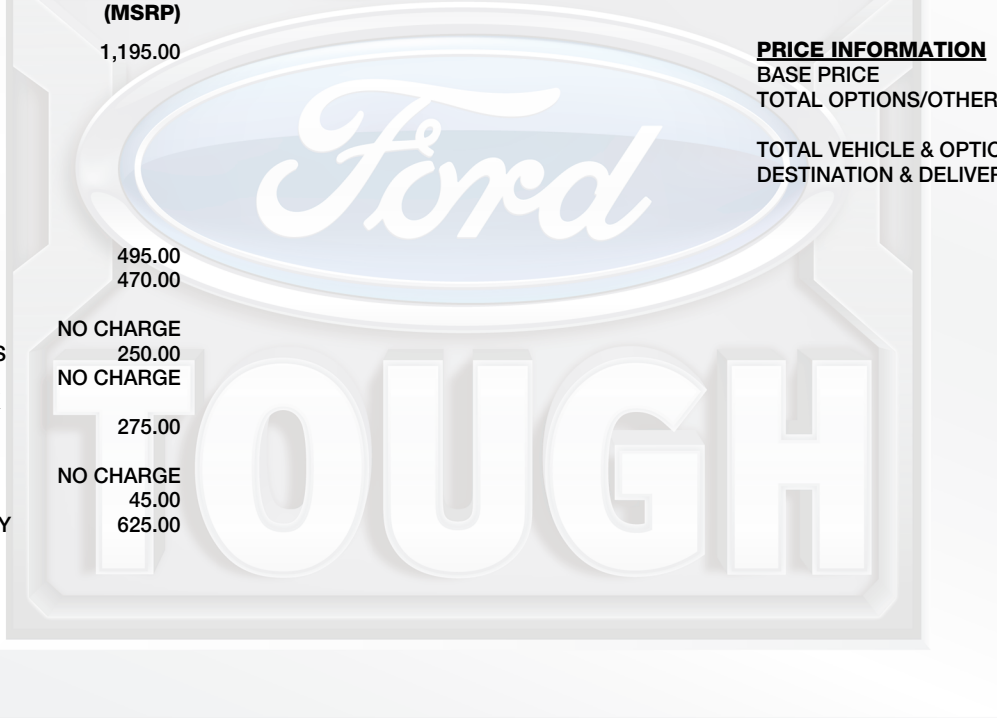 (MSRP)
1,195.00
495.00
470.00
NO CHARGE
S 250.00
NO CHARGE
275.00
NO CHARGE
45.00
Y 625.00
PRICE INFORMATION
BASE PRICE
TOTAL OPTIONS/OTHER
TOTAL VEHICLE & OPTIO
DESTINATION & DELIVER
Ford
TOUGH